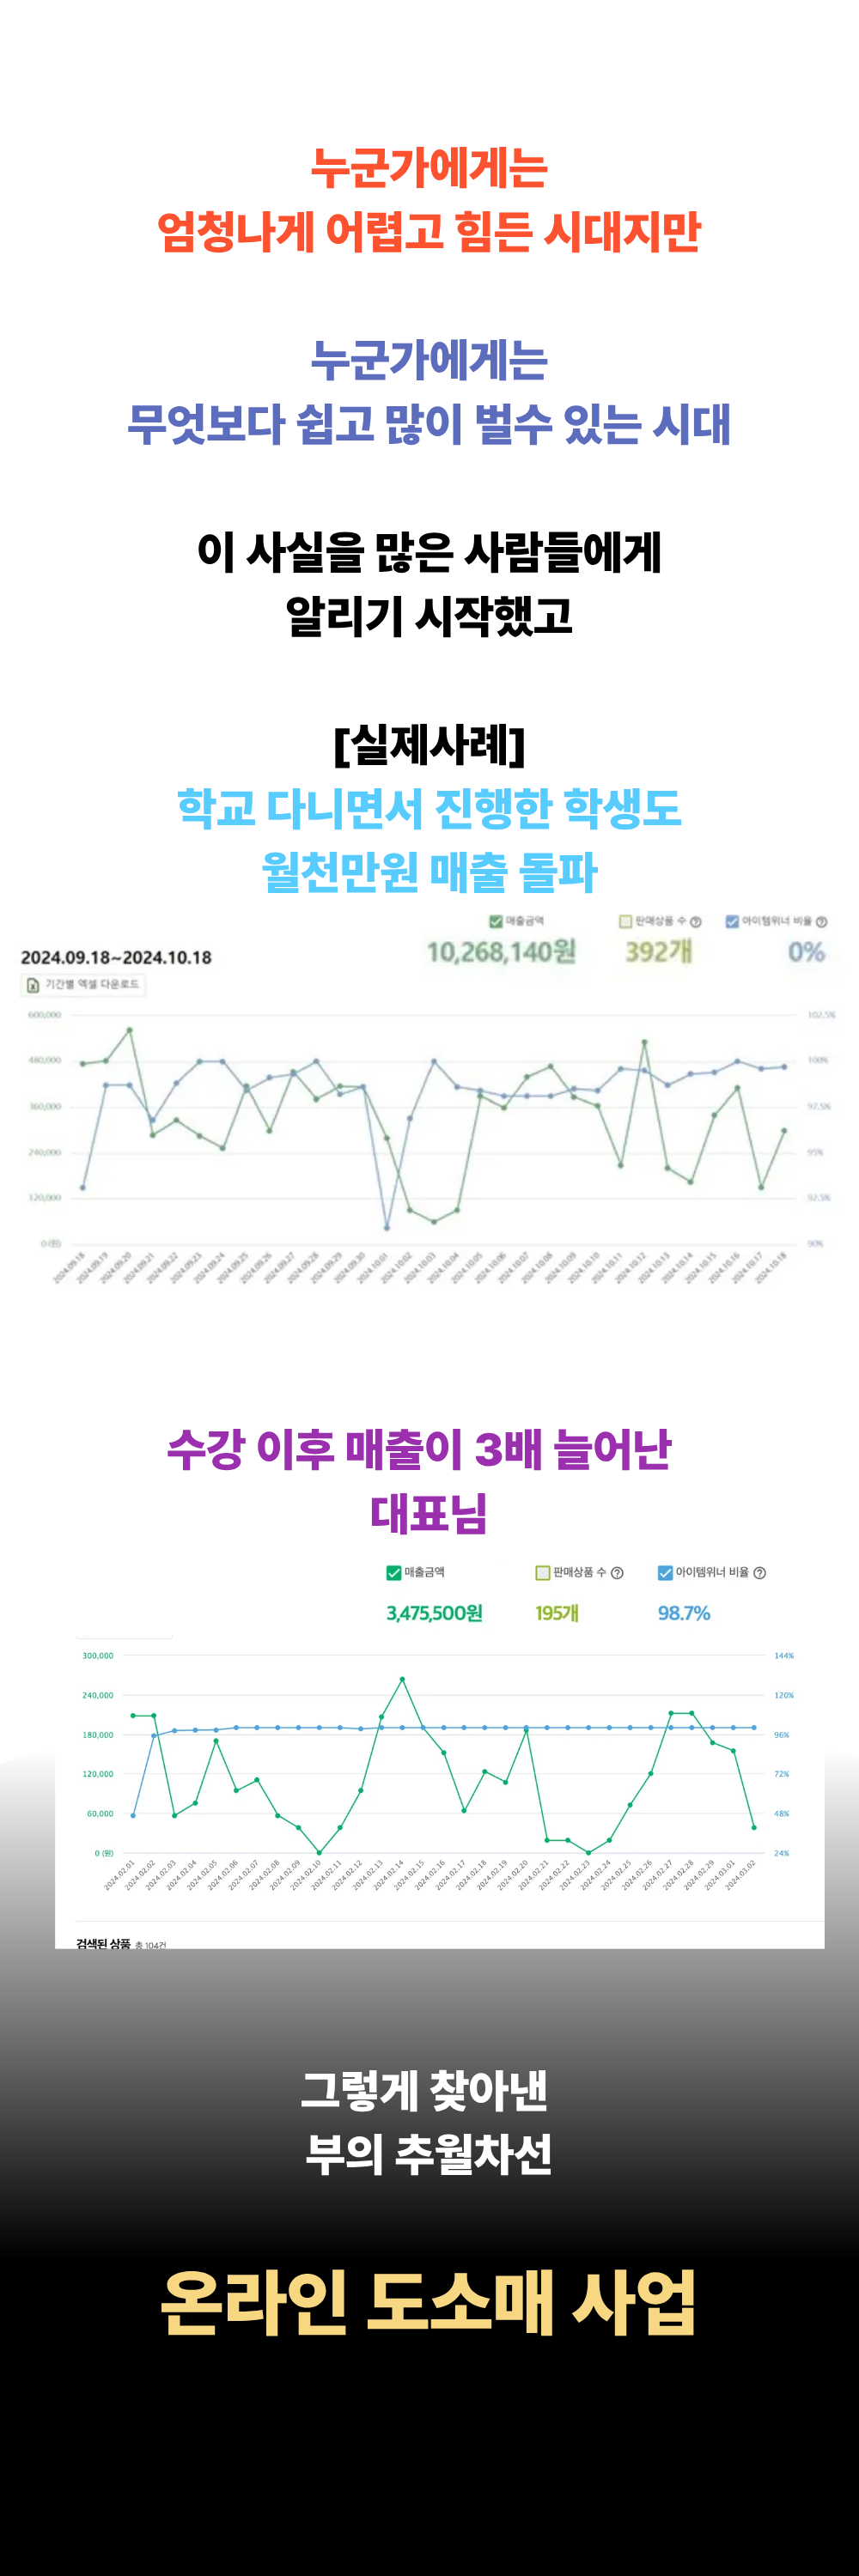 누군가에게는
엄청나게 어렵고 힘든 시대지만
누군가에게는
무엇보다 쉽고 많이 벌수 있는 시대
이 사실을 많은 사람들에게
알리기 시작했고
[실제사례]
학교 다니면서 진행한 학생도
월천만원 매출 돌파
매출금액 판매상품 수 아이템위너 비율
2024.09.18~2024.10.18 10,268,140원 392개 0%
기간별 엑셀 다운로드
600,000 102.5%
480,000 100%
360,000 97.5%
240,000 95%
120,000 92.5%
0 (원) 90%
2024.09.18 2024.09.19 2024.09.20 2024.09.21 2024.09.22 2024.09.23 2024.09.24 2024.09.25 2024.09.26 2024.09.27 2024.09.28 2024.09.29 2024.09.30 2024.10.01 2024.10.02 2024.10.03 2024.10.04 2024.10.05 2024.10.06 2024.10.07 2024.10.08 2024.10.09 2024.10.10 2024.10.11 2024.10.12 2024.10.13 2024.10.14 2024.10.15 2024.10.16 2024.10.17 2024.10.18
수강 이후 매출이 3배 늘어난
대표님
매출금액 판매상품 수 아이템위너 비율
3,475,500원 195개 98.7%
300,000 144%
240,000 120%
180,000 96%
120,000 72%
60,000 48%
0 (원) 24%
2024.02.01 2024.02.02 2024.02.03 2024.02.04 2024.02.05 2024.02.06 2024.02.07 2024.02.08 2024.02.09 2024.02.10 2024.02.11 2024.02.12 2024.02.13 2024.02.14 2024.02.15 2024.02.16 2024.02.17 2024.02.18 2024.02.19 2024.02.20 2024.02.21 2024.02.22 2024.02.23 2024.02.24 2024.02.25 2024.02.26 2024.02.27 2024.02.28 2024.02.29 2024.03.01 2024.03.02
검색된 상품 총 104건
그렇게 찾아낸
부의 추월차선
온라인 도소매 사업